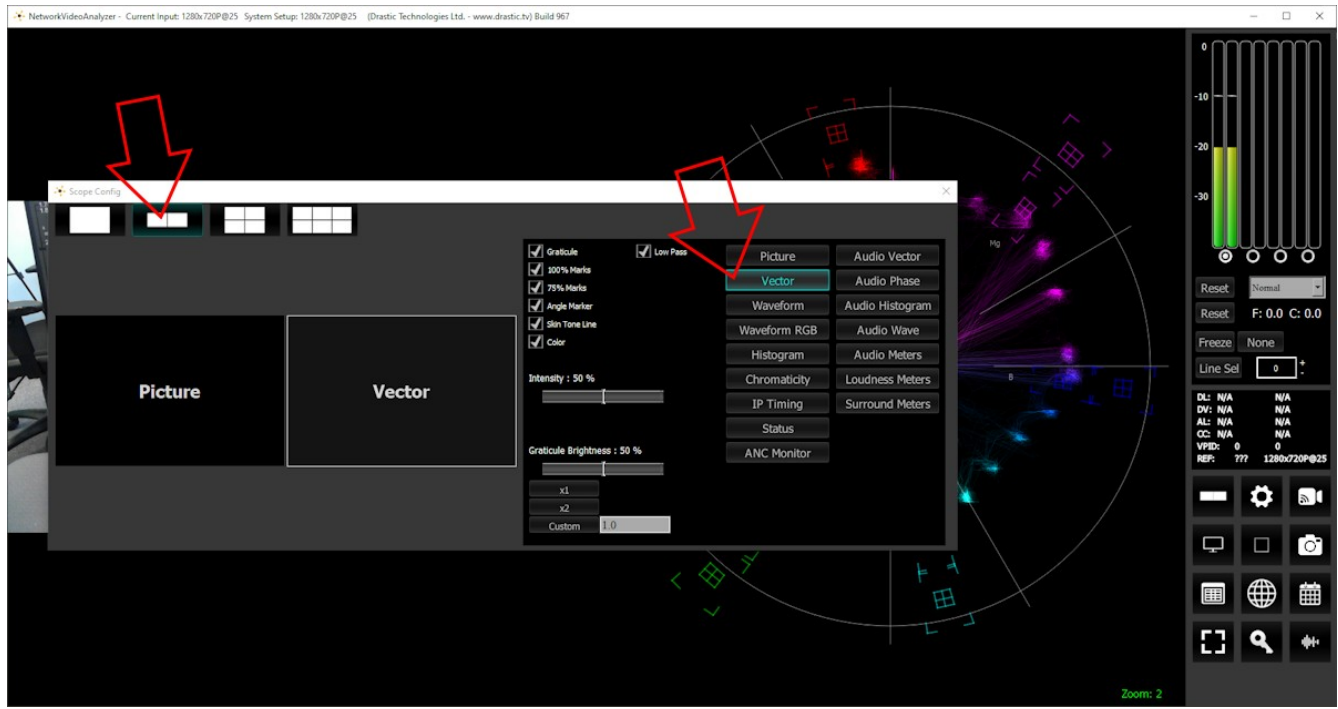 NetworkVideoAnalyzer - Current Input: 1280x720P@25 System Setup: 1280x720P@25 (Drastic Technologies Ltd. - www.drastic.tv) Build 967
Scope Config
Picture
Vector
Graticule
Low Pass
100% Marks
75% Marks
Angle Marker
Skin Tone Line
Color
Intensity : 50 %
Graticule Brightness : 50 %
x1
x2
Custom 1.0
Picture Audio Vector
Vector Audio Phase
Waveform Audio Histogram
Waveform RGB Audio Wave
Histogram Audio Meters
Chromaticity Loudness Meters
IP Timing Surround Meters
Status
ANC Monitor
Mg
B
Zoom: 2
0
-10
-20
-30
Reset Normal
Reset F: 0.0 C: 0.0
Freeze None
Line Sel 0 + -
DL: N/A N/A
DV: N/A N/A
AL: N/A N/A
CC: N/A N/A
VPID: 0 0
REF: ??? 1280x720P@25